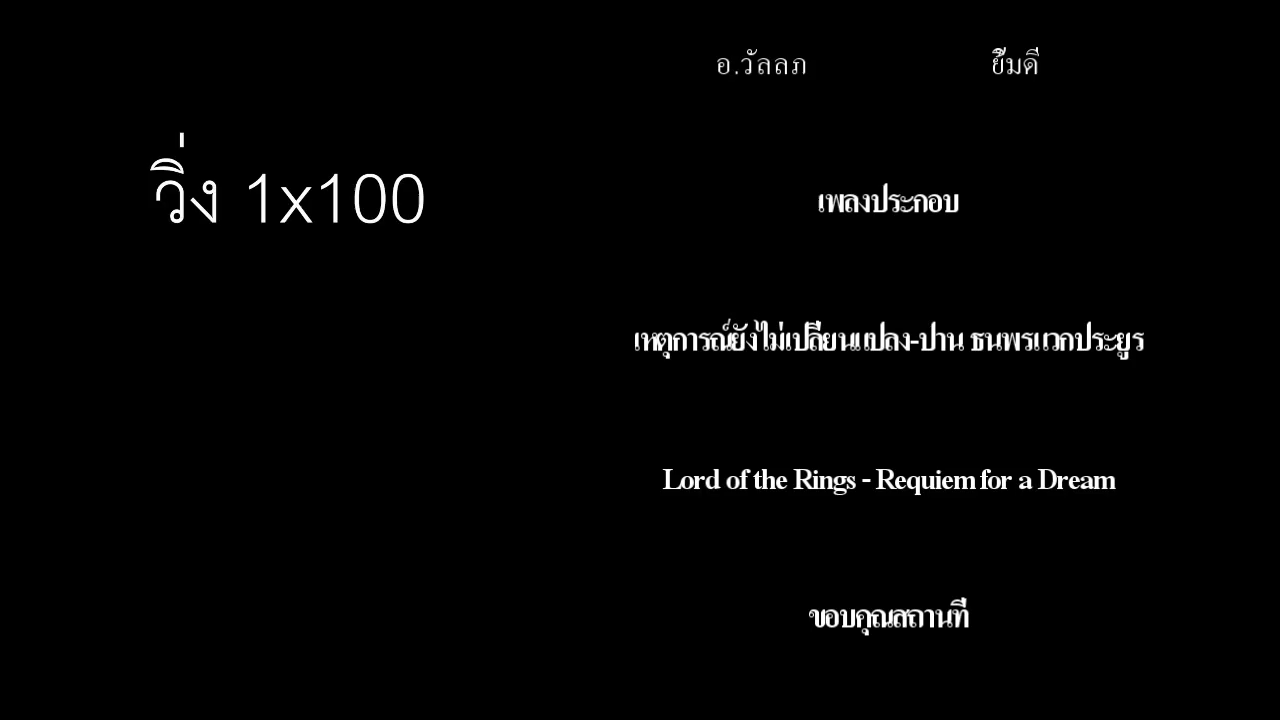 อ.วัลลภ ยิ้มดี
วิ่ง 1x100
เพลงประกอบ
เหตุการณ์ยังไม่เปลี่ยนแปลง-ปาน ธนพรแวกประยูร
Lord of the Rings - Requiem for a Dream
ขอบคุณสถานที่